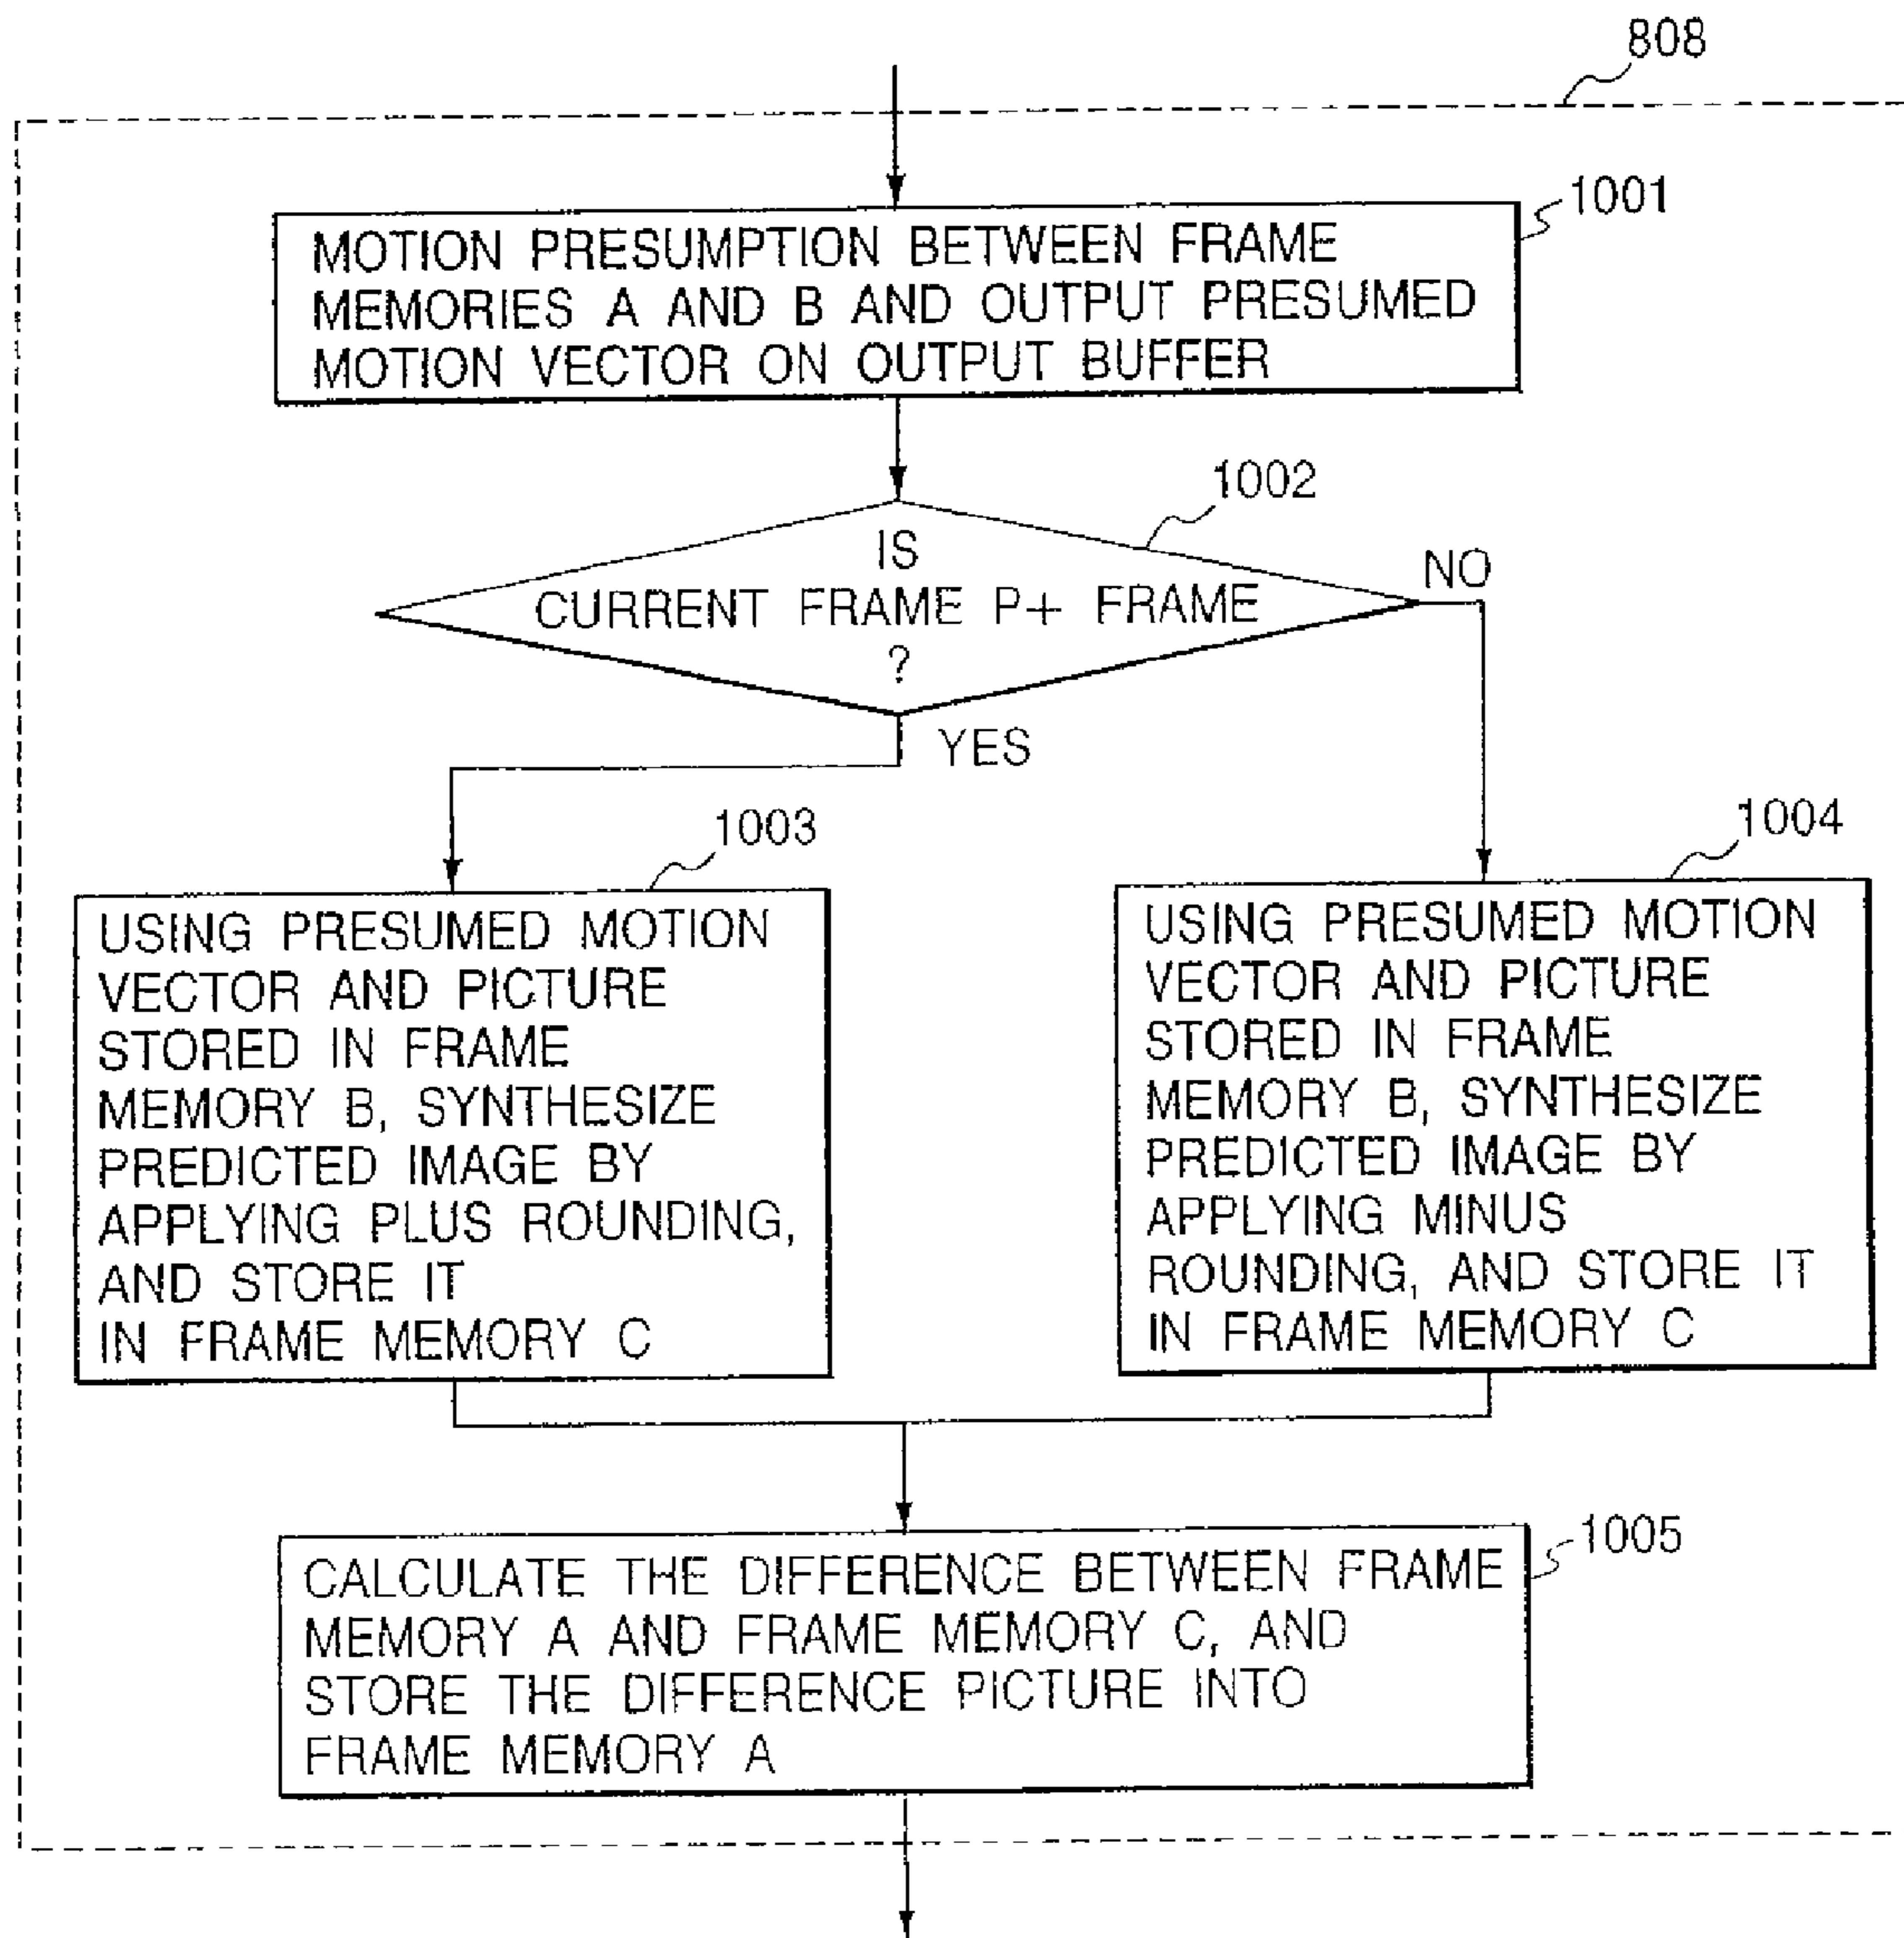 808
1001
MOTION PRESUMPTION BETWEEN FRAME
MEMORIES A AND B AND OUTPUT PRESUMED
MOTION VECTOR ON OUTPUT BUFFER
1002
IS
CURRENT FRAME P+ FRAME
?
NO
YES
1003
USING PRESUMED MOTION
VECTOR AND PICTURE
STORED IN FRAME
MEMORY B, SYNTHESIZE
PREDICTED IMAGE BY
APPLYING PLUS ROUNDING,
AND STORE IT
IN FRAME MEMORY C
1004
USING PRESUMED MOTION
VECTOR AND PICTURE
STORED IN FRAME
MEMORY B, SYNTHESIZE
PREDICTED IMAGE BY
APPLYING MINUS
ROUNDING, AND STORE IT
IN FRAME MEMORY C
1005
CALCULATE THE DIFFERENCE BETWEEN FRAME
MEMORY A AND FRAME MEMORY C, AND
STORE THE DIFFERENCE PICTURE INTO
FRAME MEMORY A